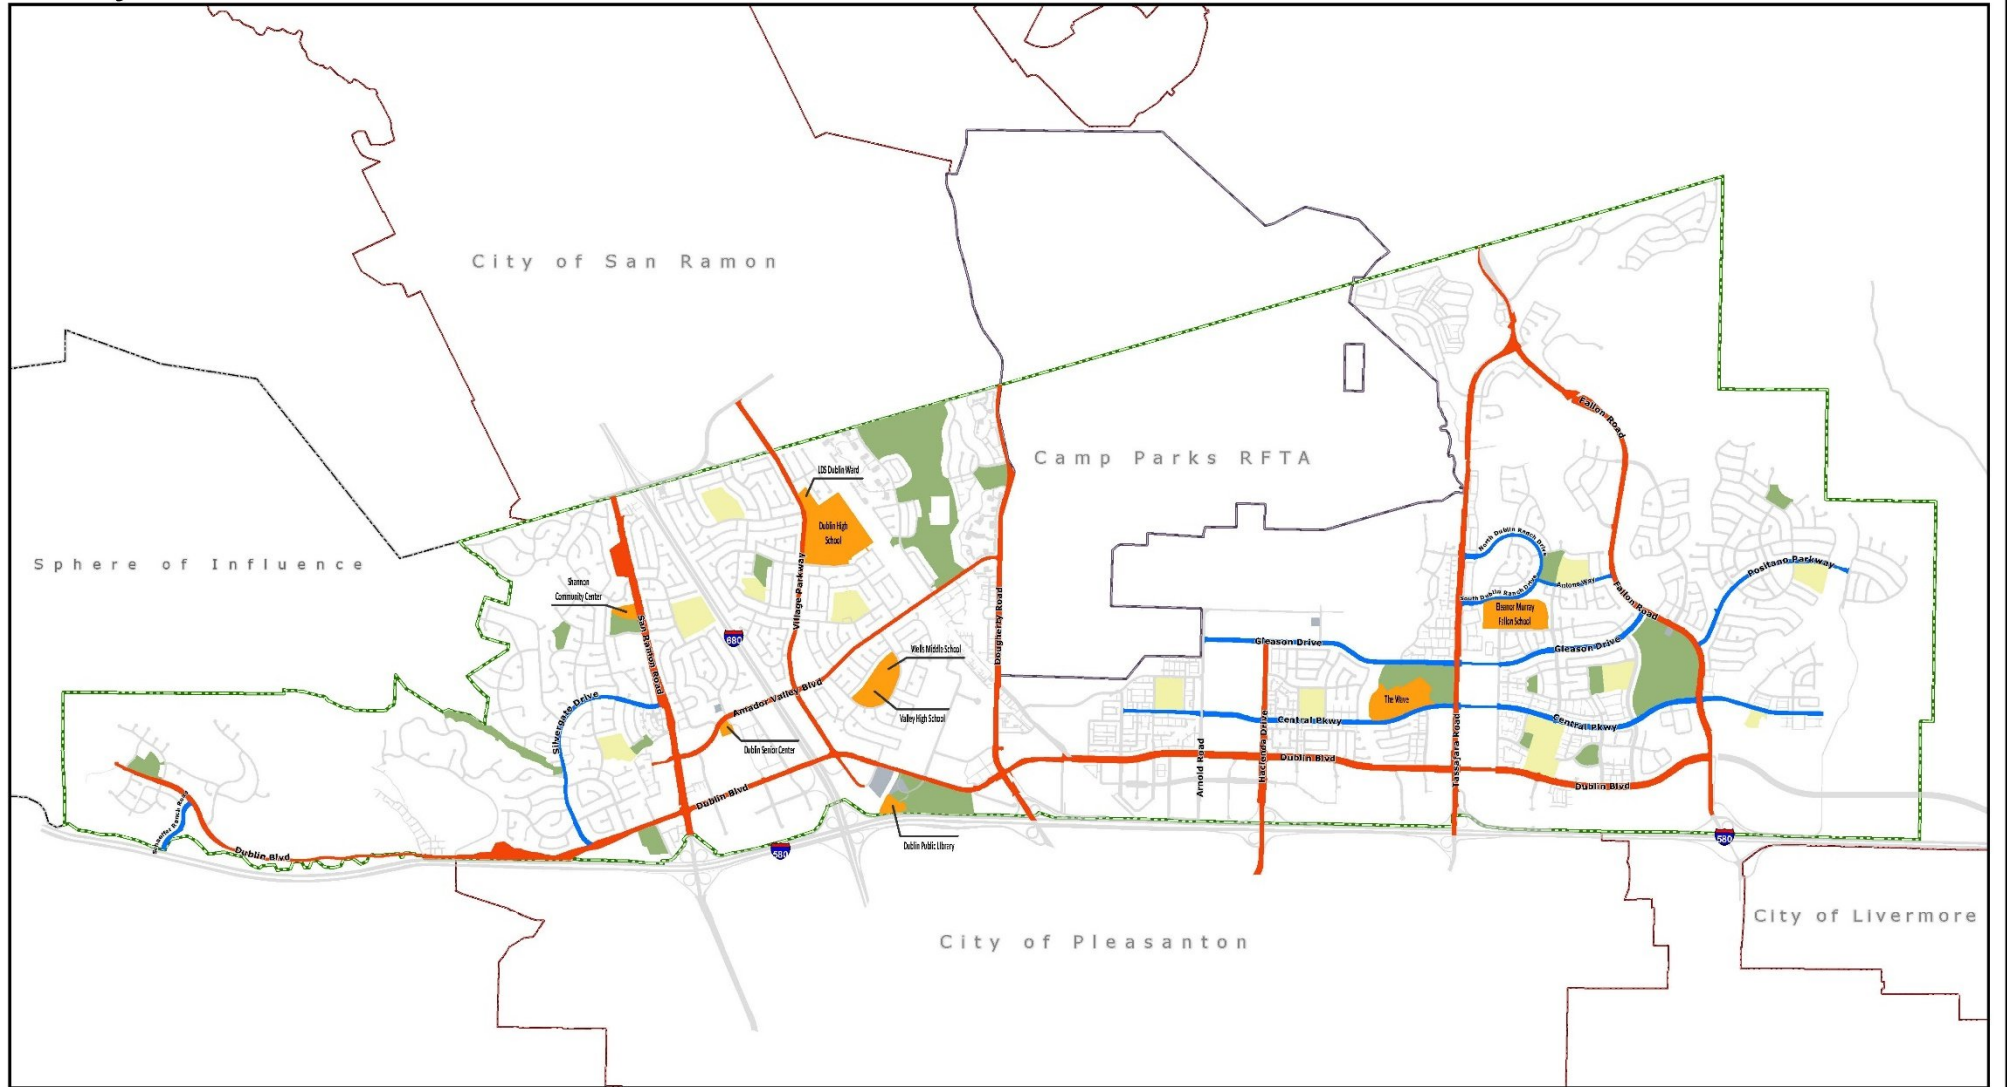 City of San Ramon
Camp Parks RFTA
Sphere of Influence
City of Pleasanton
City of Livermore
LDS Dublin Ward
Dublin High
School
Shannon
Community Center
Village Parkway
San Ramon Road
680
Wells Middle School
Valley High School
Amador Valley Blvd
Dublin Senior Center
Silvergate Drive
Dublin Blvd
Dublin Blvd
Dublin Public Library
580
Dougherty Road
Fallon Road
North Dublin Ranch Drive
Antone Way
South Dublin Ranch Drive
Eleanor Murray
Fallon School
Fallon Road
Positano Parkway
Gleason Drive
Gleason Drive
The Wave
Central Pkwy
Central Pkwy
Arnold Road
Hacienda Drive
Tassajara Road
Dublin Blvd
Dublin Blvd
580